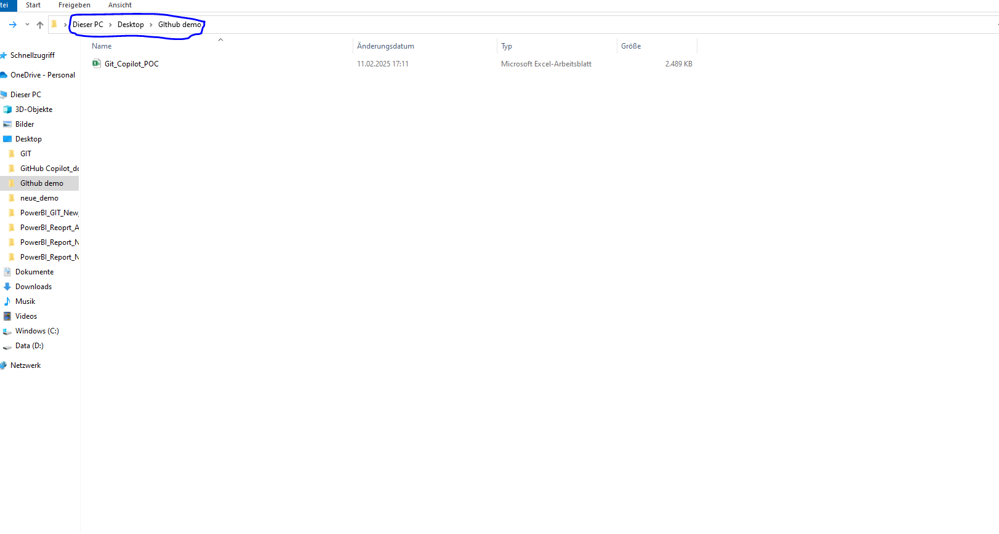 tei Start Freigeben Ansicht
Dieser PC > Desktop > GIthub demo
Name Änderungsdatum Typ Größe
Git_Copilot_POC 11.02.2025 17:11 Microsoft Excel-Arbeitsblatt 2.489 KB
Schnellzugriff
OneDrive - Personal
Dieser PC
3D-Objekte
Bilder
Desktop
GIT
GitHub Copilot_do
GIthub demo
neue_demo
PowerBI_GIT_New_
PowerBI_Reoprt_A
PowerBI_Report_N
PowerBI_Report_N
Dokumente
Downloads
Musik
Videos
Windows (C:)
Data (D:)
Netzwerk